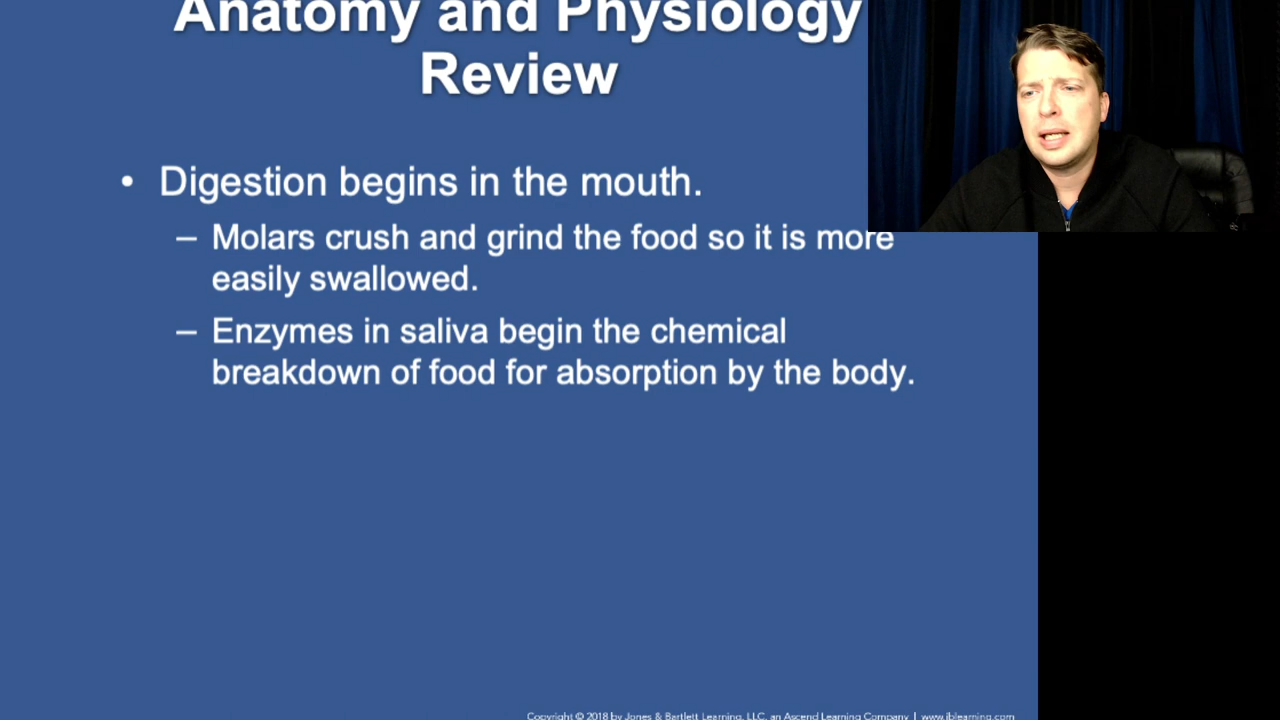 Anatomy and Physiology
Review
• Digestion begins in the mouth.
– Molars crush and grind the food so it is more
easily swallowed.
– Enzymes in saliva begin the chemical
breakdown of food for absorption by the body.
Copyright © 2018 by Jones & Bartlett Learning, LLC, an Ascend Learning Company | www.jblearning.com